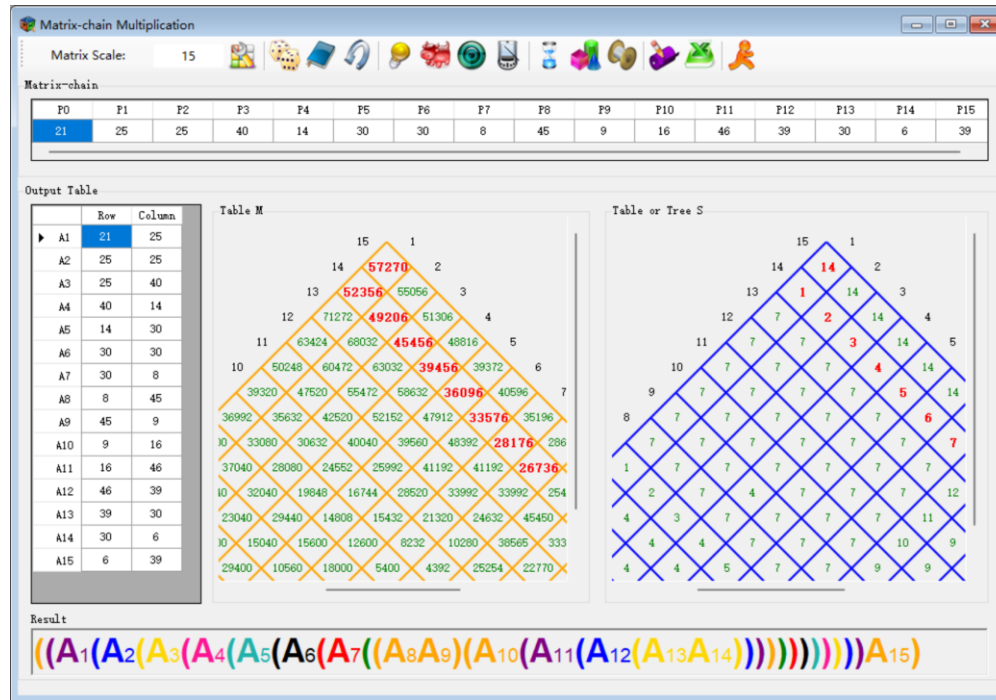 Matrix-chain Multiplication
Matrix Scale: 15
Matrix-chain
P0 P1 P2 P3 P4 P5 P6 P7 P8 P9 P10 P11 P12 P13 P14 P15
21 25 25 40 14 30 30 8 45 9 16 46 39 30 6 39
Output Table
Row Column
A1 21 25
A2 25 25
A3 25 40
A4 40 14
A5 14 30
A6 30 30
A7 30 8
A8 8 45
A9 45 9
A10 9 16
A11 16 46
A12 46 39
A13 39 30
A14 30 6
A15 6 39
Table M
15 1
14 57270 2
13 52356 55056 3
12 71272 49206 51306 4
11 63424 68032 45456 48816 5
10 50248 60472 63032 39456 39372 6
39320 47520 55472 58632 36096 40596 7
36992 35632 42520 52152 47912 33576 35196
33080 30632 40040 39560 48392 28176 286
37040 28080 24552 25992 41192 41192 26736
32040 19848 16744 28520 33992 33992 254
23040 29440 14808 15432 21320 24632 45450
15040 15600 12600 8232 10280 38565 333
29400 10560 18000 5400 4392 25254 22770
Table or Tree S
15 1
14 14 2
13 1 14 3
12 7 2 14 4
11 7 7 3 14 5
10 7 7 7 4 14
9 7 7 7 7 5 14
8 7 7 7 7 7 6
7 7 7 7 7 7 7
1 7 7 7 7 7 7
2 7 4 7 7 7 12
4 3 7 7 7 7 11
4 4 7 7 7 10 9
4 4 5 7 7 9 9
Result
((A1(A2(A3(A4(A5(A6(A7((A8A9)(A10(A11(A12(A13A14))))))))))))A15)